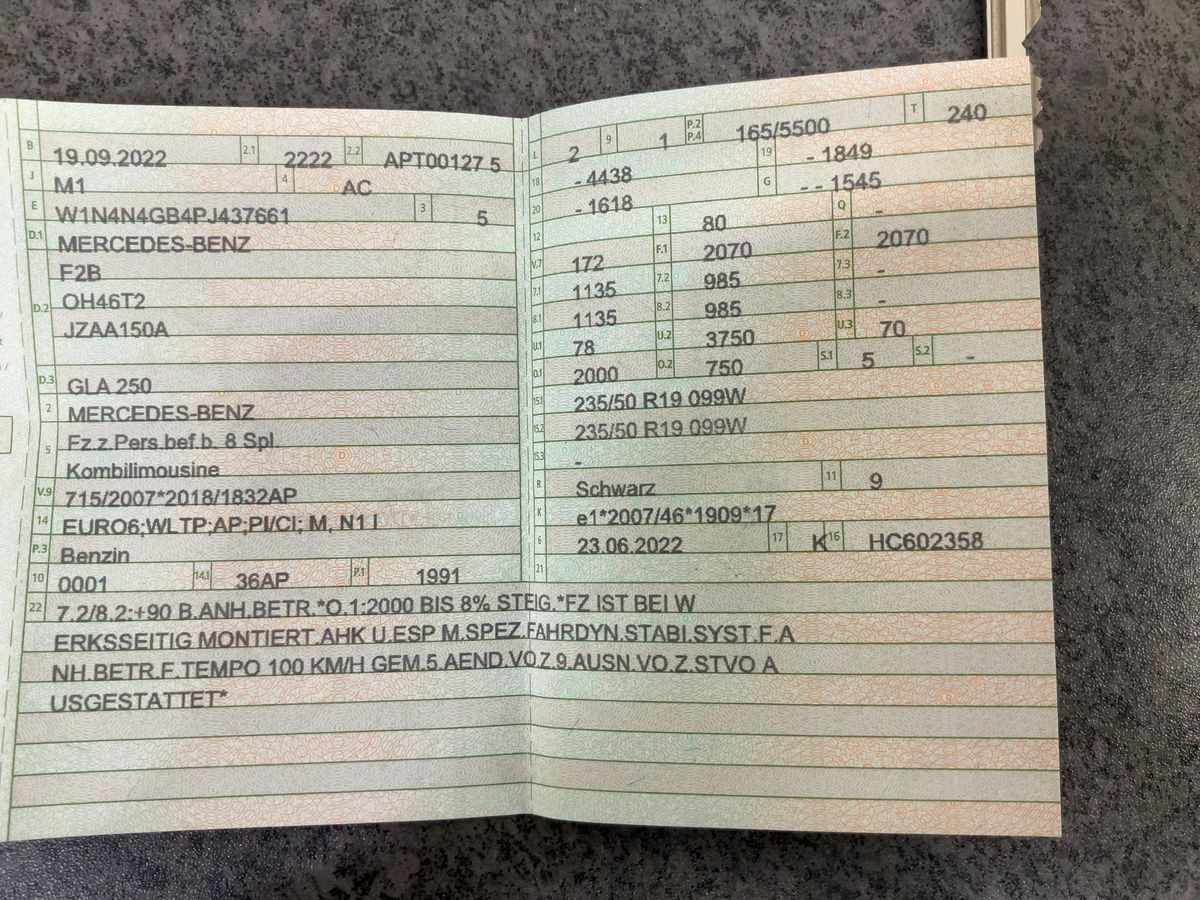 B 19.09.2022 2.1 2222 2.2 APT00127 5
J M1 4 AC
E W1N4N4GB4PJ437661 3 5
D.1 MERCEDES-BENZ
F2B
D.2 OH46T2
JZAA150A
D.3 GLA 250
2 MERCEDES-BENZ
5 Fz.z.Pers.bef.b. 8 Spl
Kombilimousine
V.9 715/2007*2018/1832AP
14 EURO6;WLTP;AP;PI/CI; M, N1 I
P.3 Benzin
10 0001 14.1 36AP P.1 1991
L 2 9 1 P.2 P.4 165/5500 T 240
18 - 4438 19 - 1849
20 - 1618 G - - 1545
12 13 80 Q -
V.7 172 F.1 2070 F.2 2070
7.1 1135 7.2 985 7.3 -
8.1 1135 8.2 985 8.3 -
U.1 78 U.2 3750 U.3 70
O.1 2000 O.2 750 S.1 5 S.2 -
15.1 235/50 R19 099W
15.2 235/50 R19 099W
15.3 -
R Schwarz 11 9
K e1*2007/46*1909*17
6 23.06.2022 17 K 16 HC602358
21
22 7.2/8.2:+90 B.ANH.BETR.*O.1:2000 BIS 8% STEIG.*FZ IST BEI W
ERKSSEITIG MONTIERT.AHK U.ESP M.SPEZ.FAHRDYN.STABI.SYST.F.A
NH.BETR.F.TEMPO 100 KM/H GEM.5.AEND.VO.Z.9.AUSN.VO.Z.STVO A
USGESTATTET*